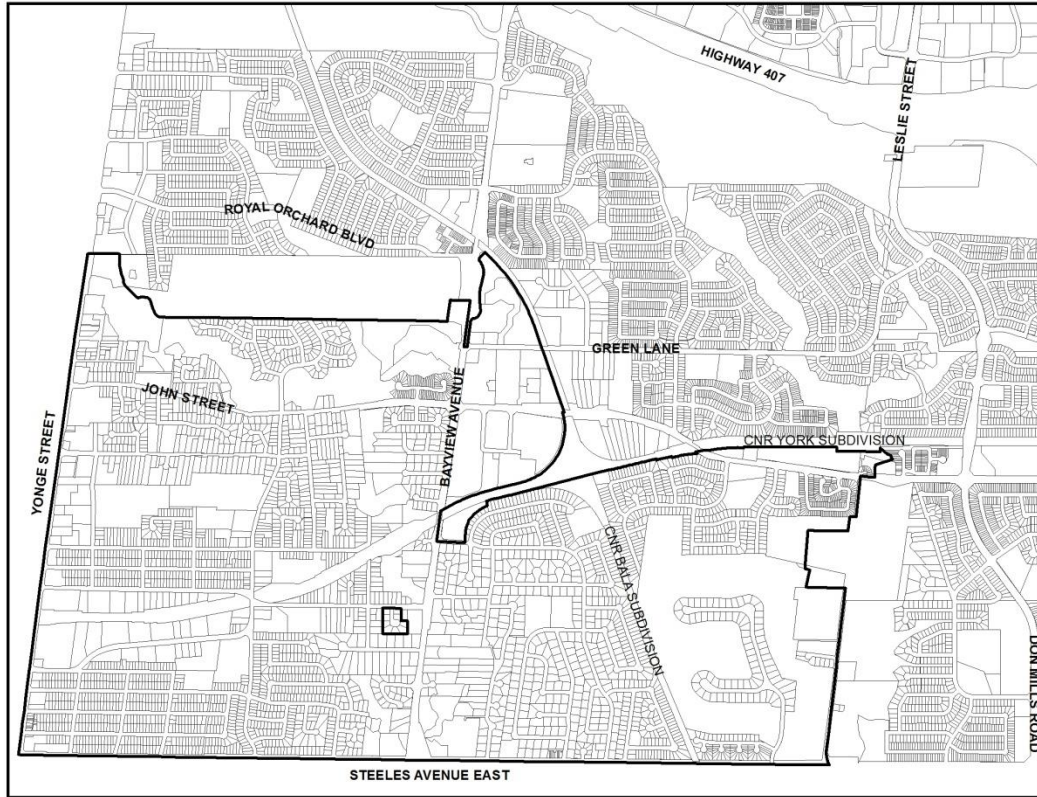 HIGHWAY 407
LESLIE STREET
ROYAL ORCHARD BLVD
GREEN LANE
JOHN STREET
BAYVIEW AVENUE
CNR YORK SUBDIVISION
YONGE STREET
CNR BALA SUBDIVISION
DON MILLS ROAD
STEELES AVENUE EAST